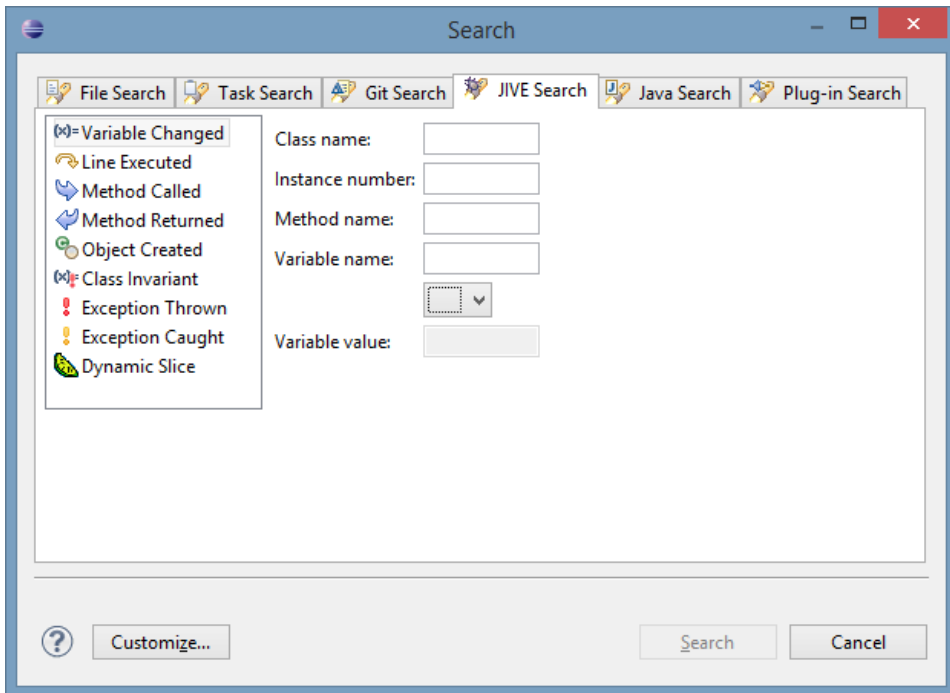 Search
File Search Task Search Git Search JIVE Search Java Search Plug-in Search
(x)= Variable Changed
Line Executed
Method Called
Method Returned
Object Created
Class Invariant
Exception Thrown
Exception Caught
Dynamic Slice
Class name:
Instance number:
Method name:
Variable name:
Variable value:
? Customize... Search Cancel